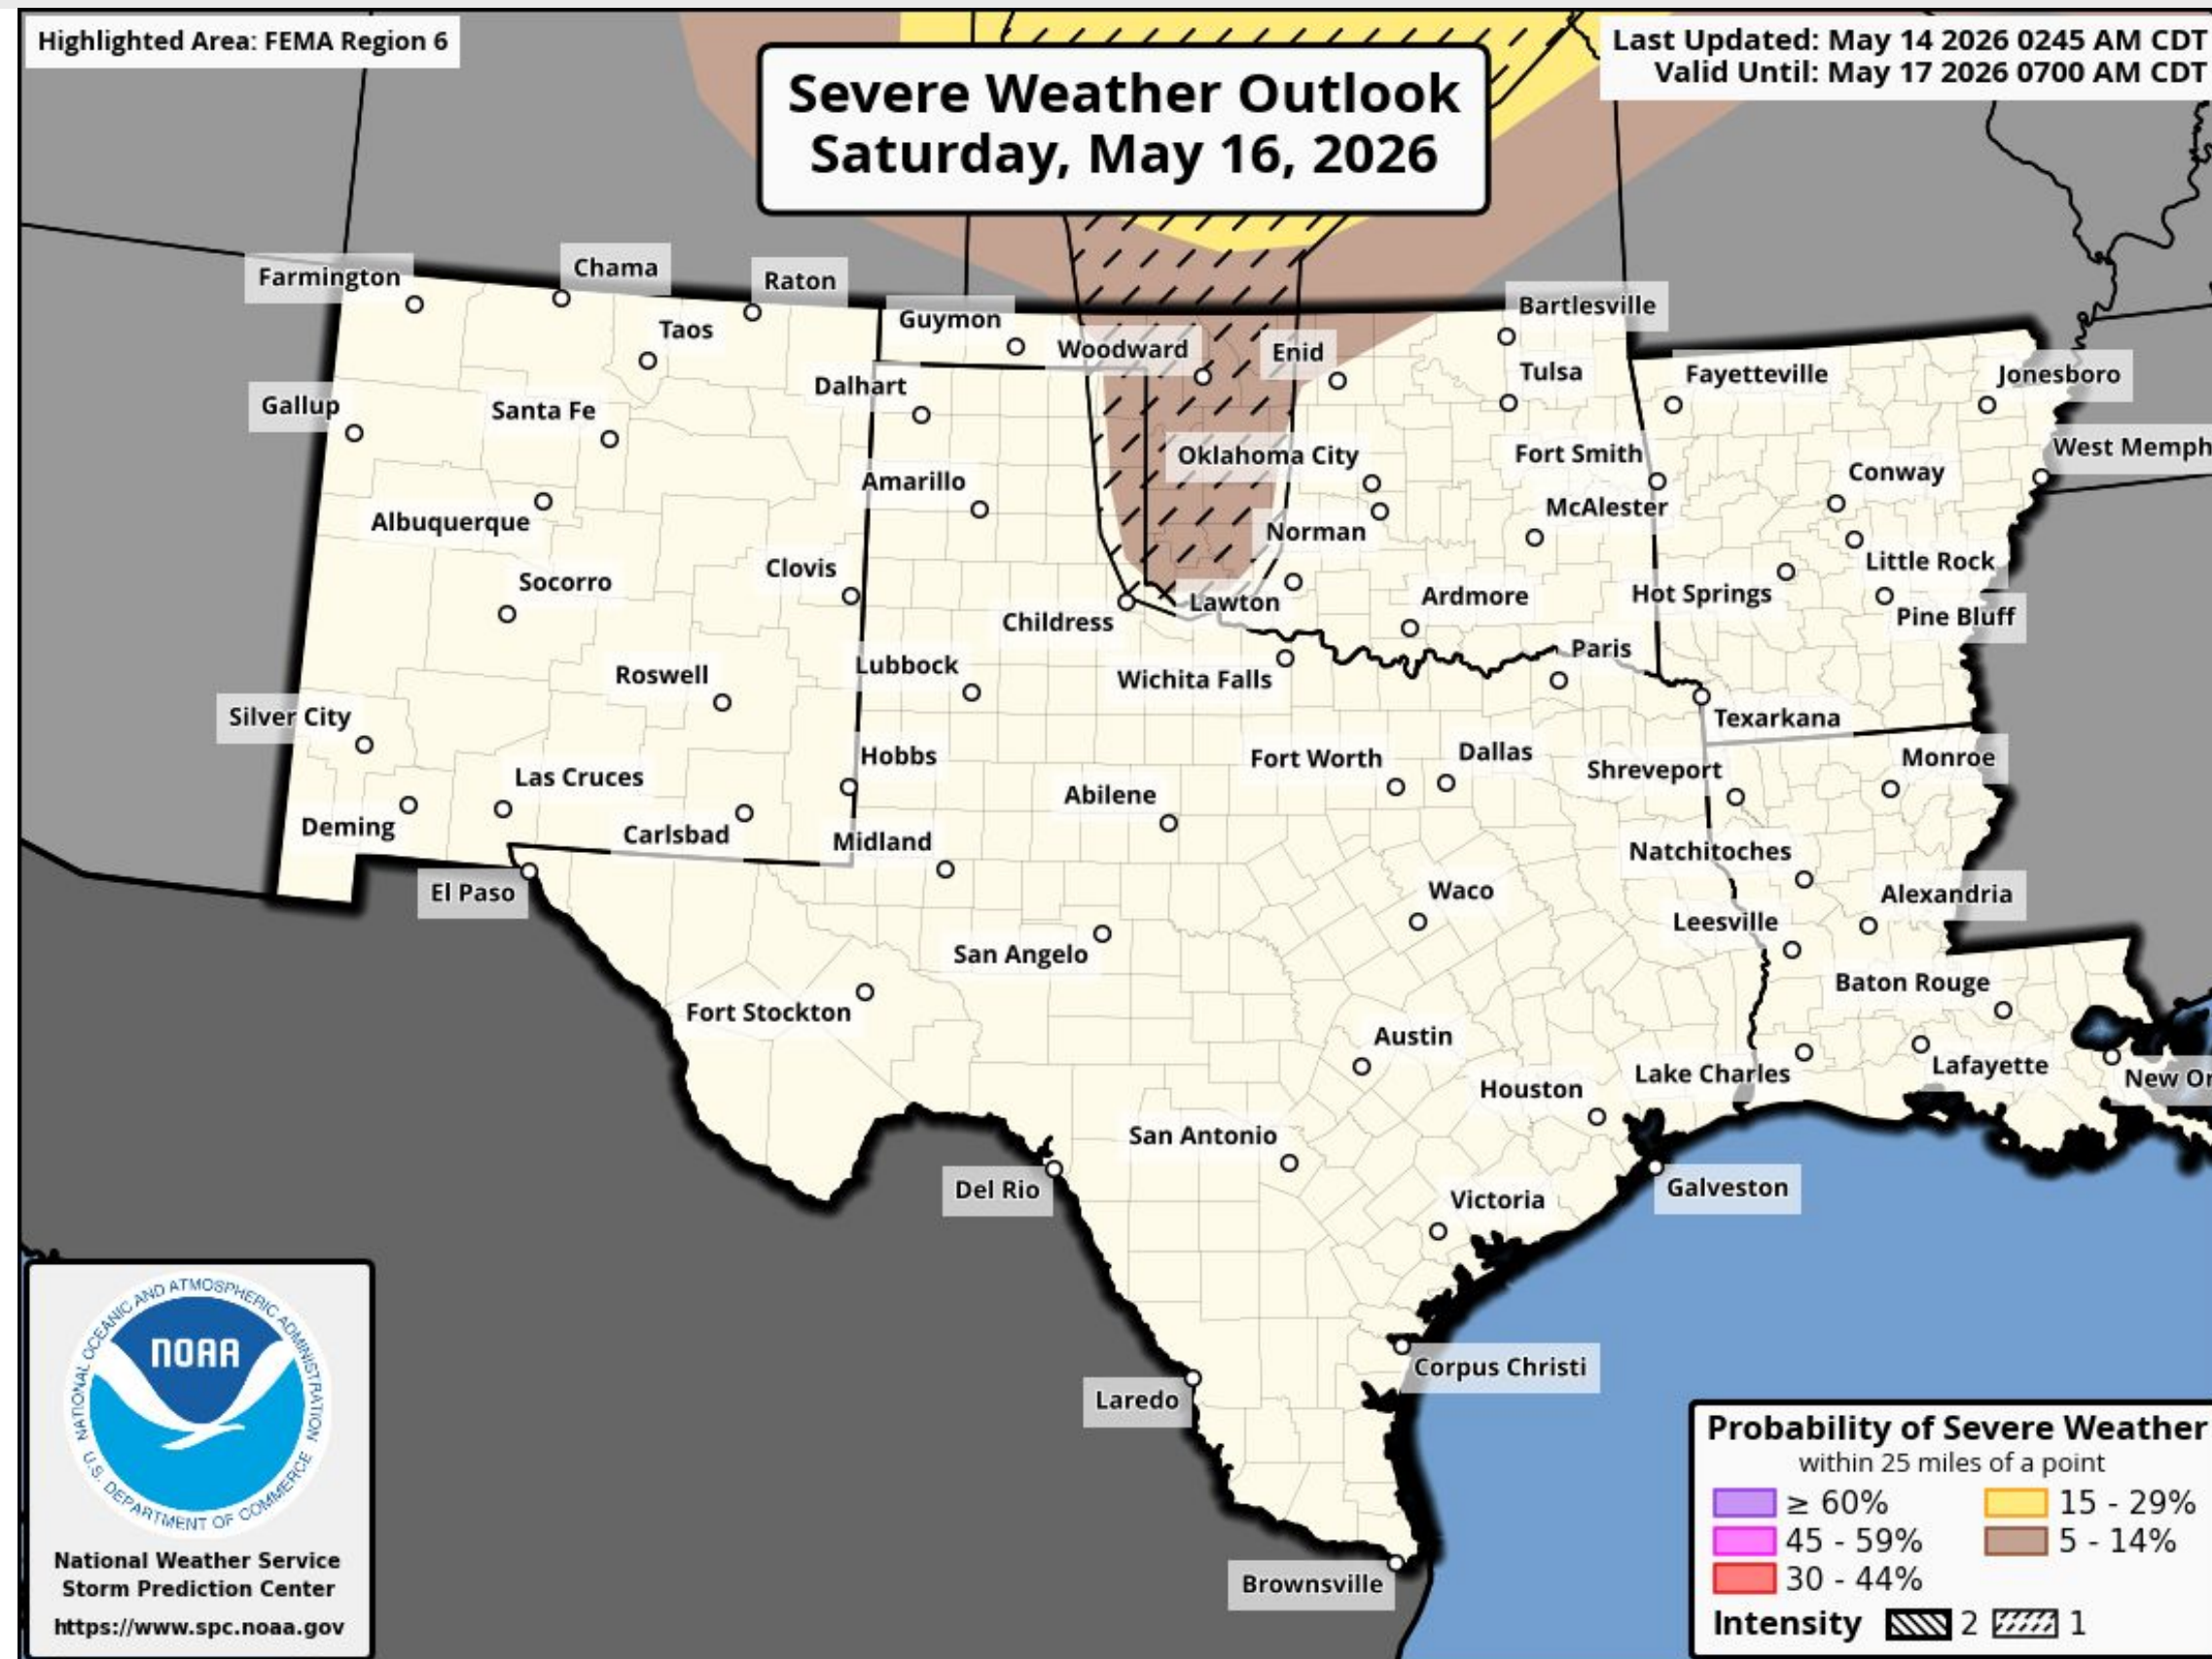 Highlighted Area: FEMA Region 6
Last Updated: May 14 2026 0245 AM CDT
Valid Until: May 17 2026 0700 AM CDT
Severe Weather Outlook
Saturday, May 16, 2026
Farmington
Chama
Raton
Taos
Guymon
Woodward
Enid
Bartlesville
Tulsa
Fayetteville
Jonesboro
Gallup
Santa Fe
Dalhart
Albuquerque
Amarillo
Oklahoma City
Fort Smith
Conway
West Memph
Norman
McAlester
Little Rock
Socorro
Clovis
Childress
Lawton
Ardmore
Hot Springs
Pine Bluff
Roswell
Lubbock
Wichita Falls
Paris
Texarkana
Silver City
Las Cruces
Hobbs
Abilene
Fort Worth
Dallas
Shreveport
Monroe
Deming
Carlsbad
Midland
Natchitoches
El Paso
Waco
Alexandria
Leesville
San Angelo
Baton Rouge
Fort Stockton
Austin
Houston
Lake Charles
Lafayette
New Or
San Antonio
Del Rio
Victoria
Galveston
Corpus Christi
Laredo
Brownsville
NATIONAL OCEANIC AND ATMOSPHERIC ADMINISTRATION
NOAA
U.S. DEPARTMENT OF COMMERCE
National Weather Service
Storm Prediction Center
https://www.spc.noaa.gov
Probability of Severe Weather
within 25 miles of a point
≥ 60% 15 - 29%
45 - 59% 5 - 14%
30 - 44%
Intensity 2 1